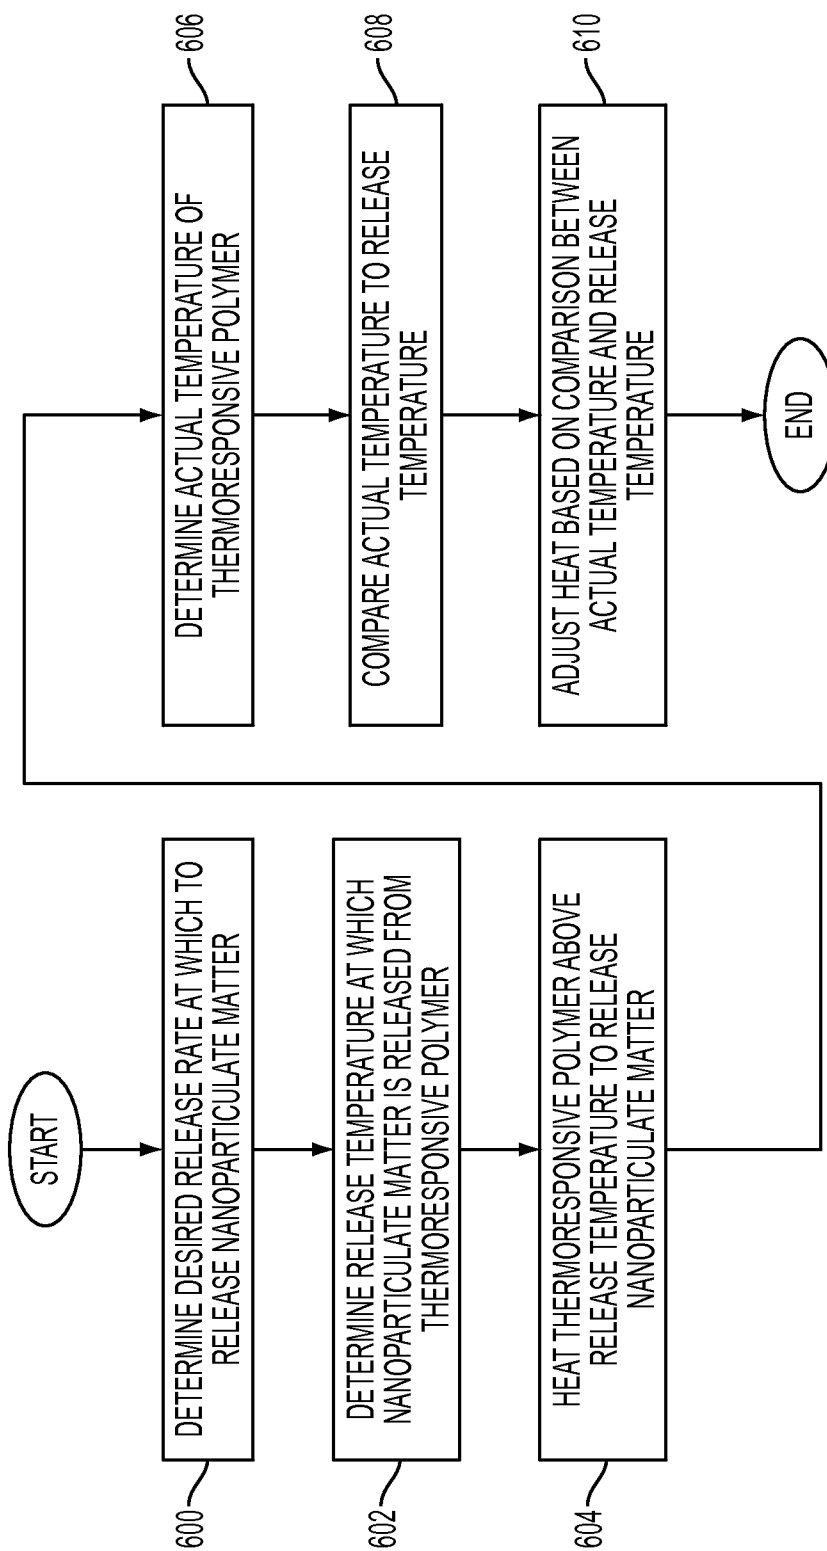 START
600
DETERMINE DESIRED RELEASE RATE AT WHICH TO
RELEASE NANOPARTICULATE MATTER
602
DETERMINE RELEASE TEMPERATURE AT WHICH
NANOPARTICULATE MATTER IS RELEASED FROM
THERMORESPONSIVE POLYMER
604
HEAT THERMORESPONSIVE POLYMER ABOVE
RELEASE TEMPERATURE TO RELEASE
NANOPARTICULATE MATTER
606
DETERMINE ACTUAL TEMPERATURE OF
THERMORESPONSIVE POLYMER
608
COMPARE ACTUAL TEMPERATURE TO RELEASE
TEMPERATURE
610
ADJUST HEAT BASED ON COMPARISON BETWEEN
ACTUAL TEMPERATURE AND RELEASE
TEMPERATURE
END